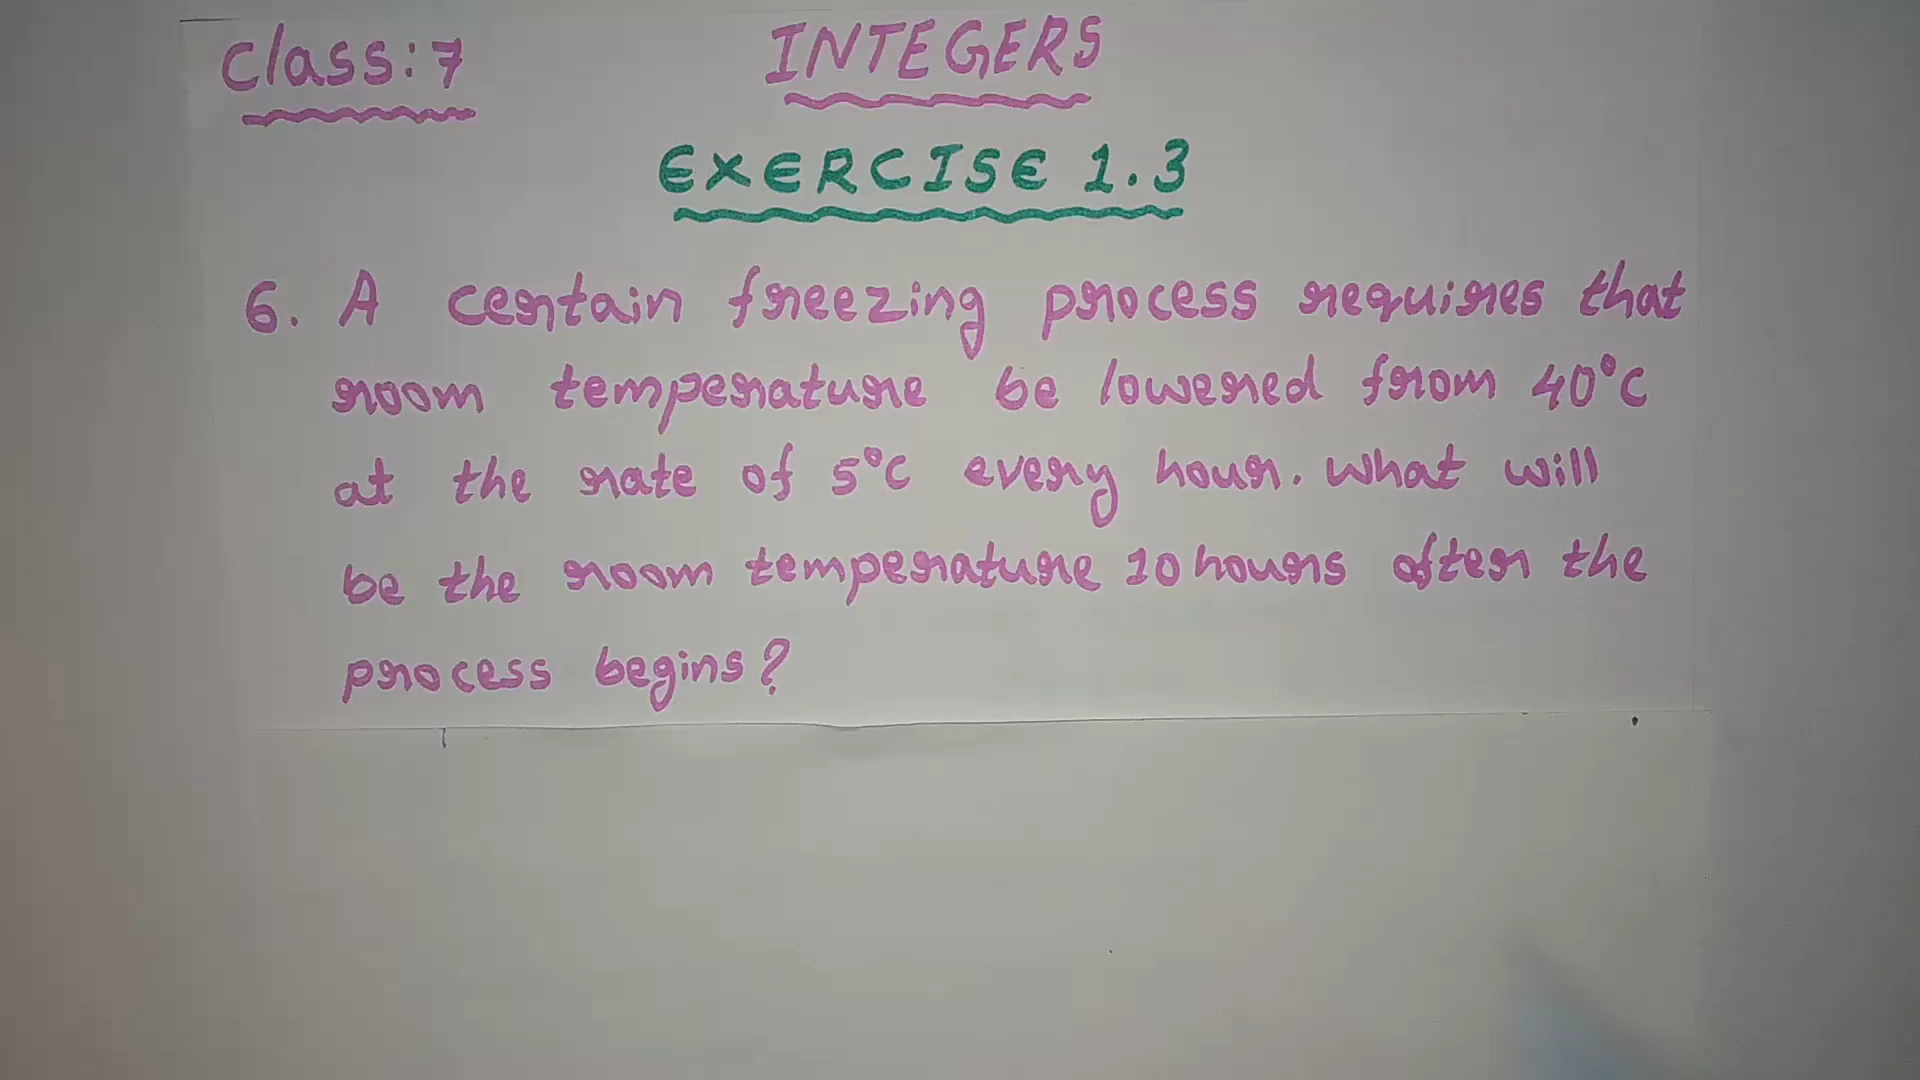 Class: 7
INTEGERS
EXERCISE 1.3
6. A certain freezing process requires that
room temperature be lowered from 40°C
at the rate of 5°C every hour. What will
be the room temperature 10 hours after the
process begins?